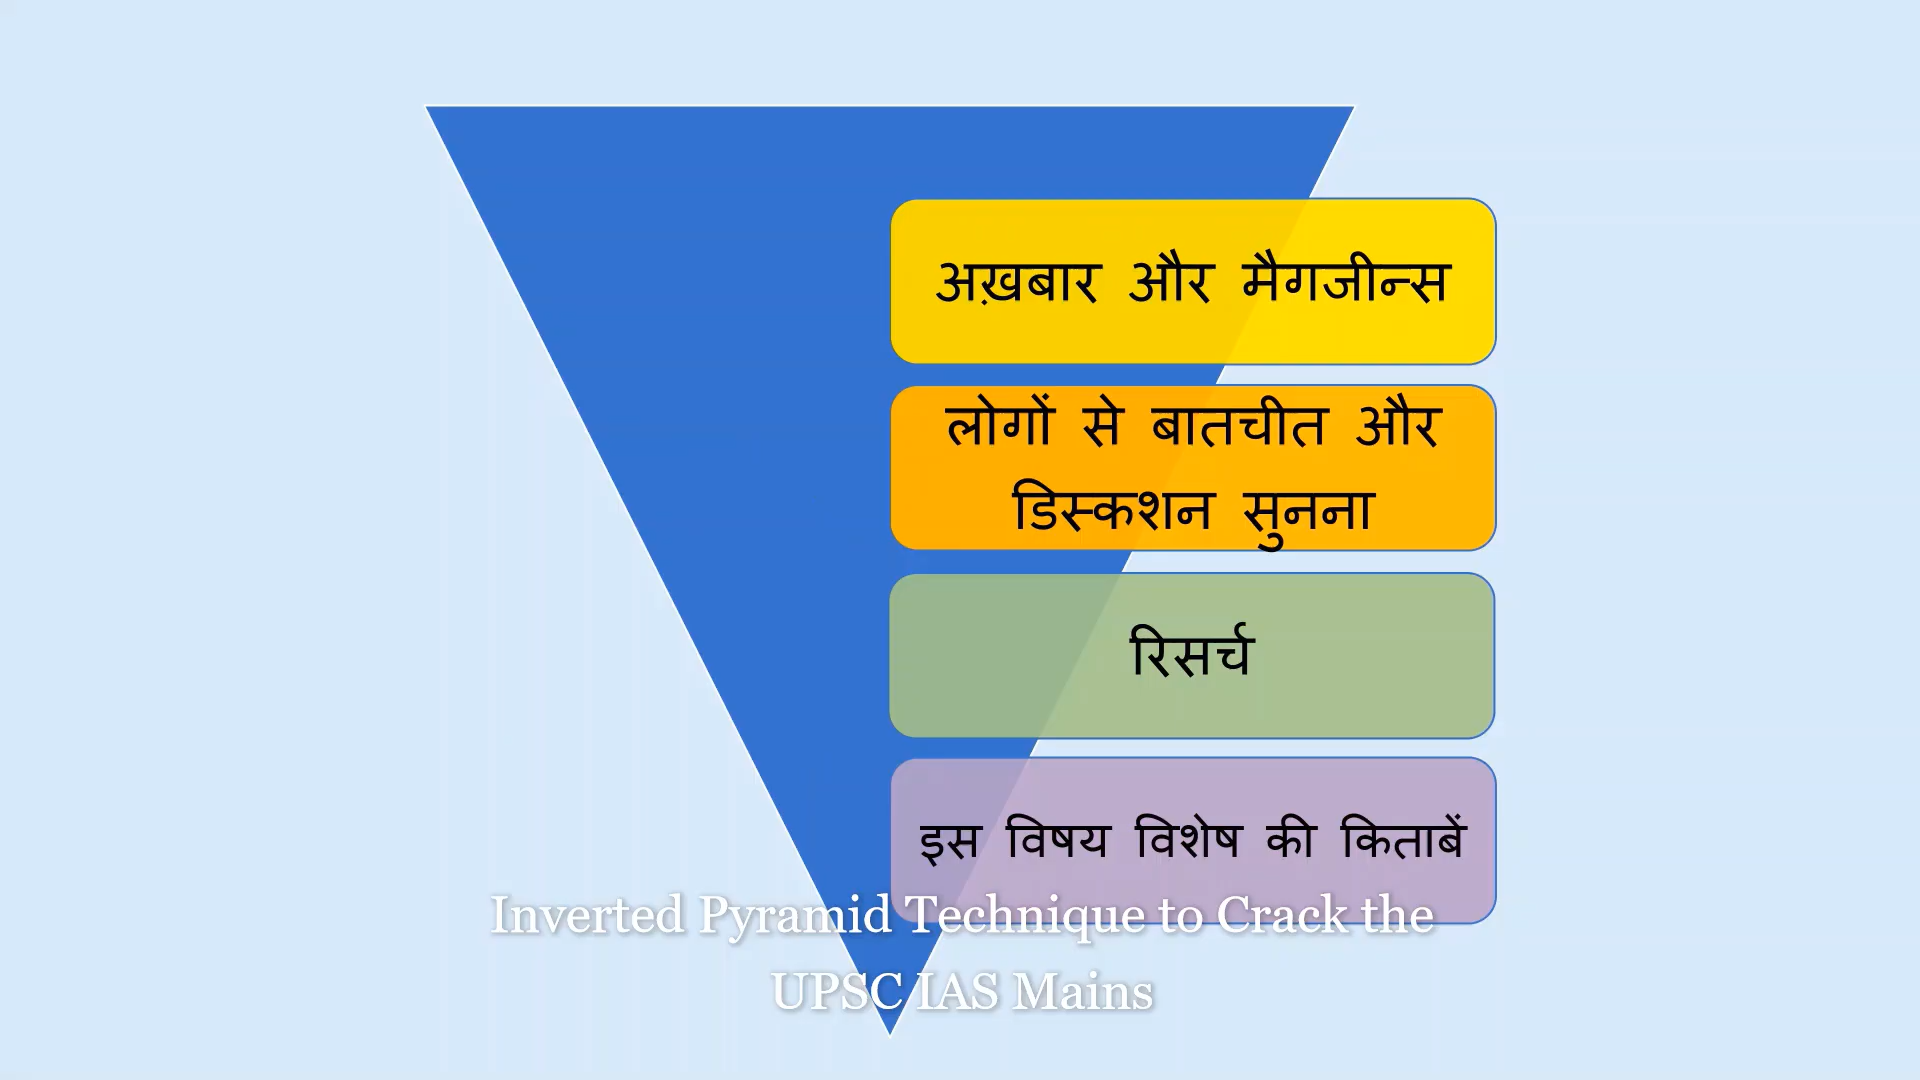 अख़बार और मैगजीन्स
लोगों से बातचीत और
डिस्कशन सुनना
रिसर्च
इस विषय विशेष की किताबें
Inverted Pyramid Technique to Crack the
UPSC IAS Mains